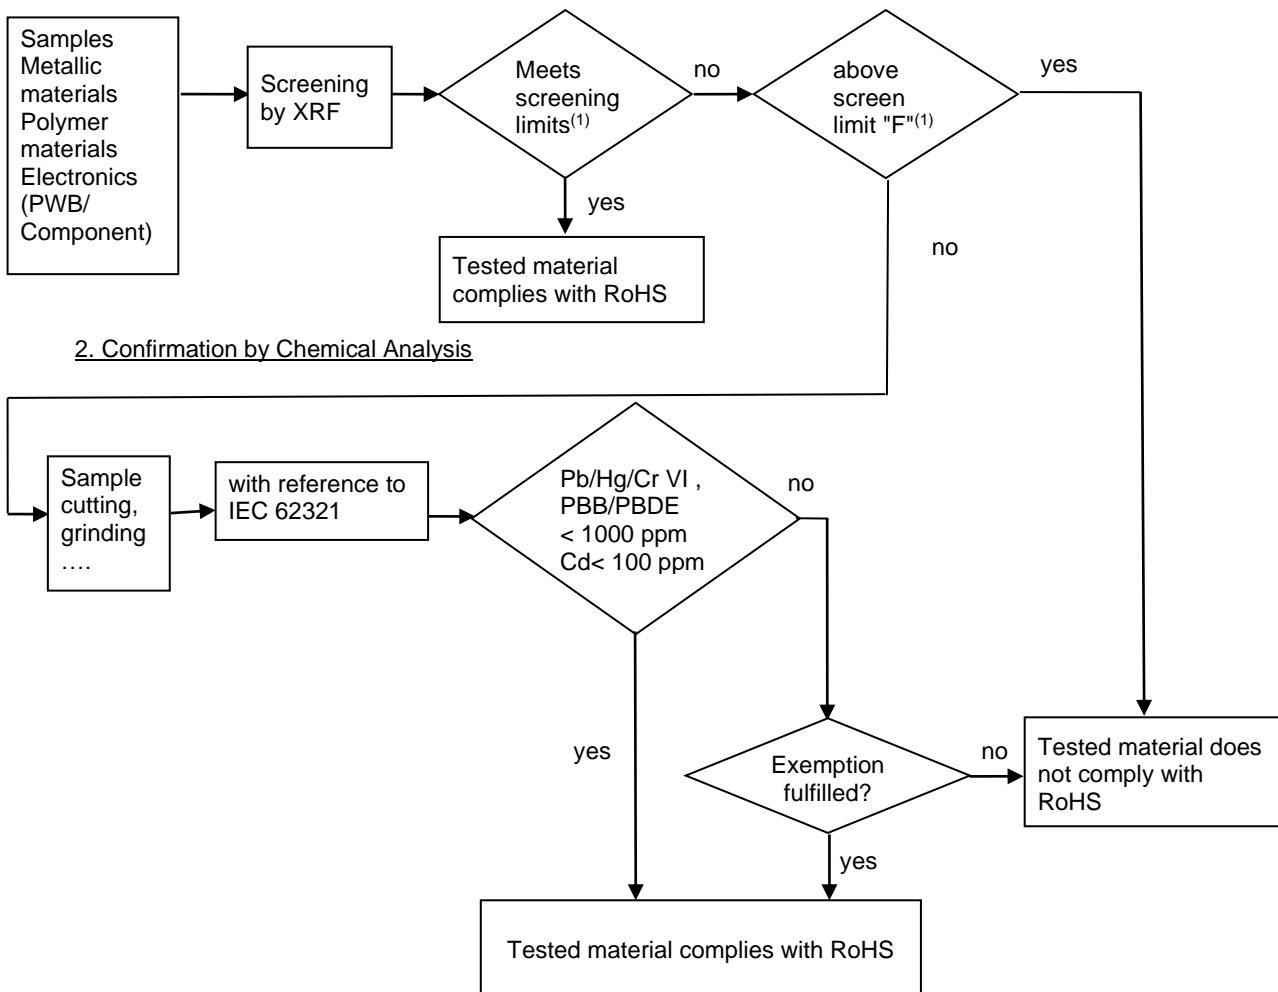 Samples
Metallic
materials
Polymer
materials
Electronics
(PWB/
Component)
Screening
by XRF
Meets
screening
limits(1)
no
above
screen
limit "F"(1)
yes
yes
no
Tested material
complies with RoHS
2. Confirmation by Chemical Analysis
Sample
cutting,
grinding
....
with reference to
IEC 62321
Pb/Hg/Cr VI ,
PBB/PBDE
< 1000 ppm
Cd< 100 ppm
no
yes
Exemption
fulfilled?
no
Tested material does
not comply with
RoHS
yes
Tested material complies with RoHS